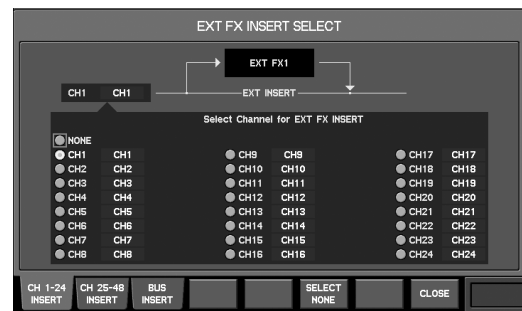 EXT FX INSERT SELECT
EXT FX1
CH1 CH1
EXT INSERT
Select Channel for EXT FX INSERT
NONE
CH1 CH1 CH9 CH9 CH17 CH17
CH2 CH2 CH10 CH10 CH18 CH18
CH3 CH3 CH11 CH11 CH19 CH19
CH4 CH4 CH12 CH12 CH20 CH20
CH5 CH5 CH13 CH13 CH21 CH21
CH6 CH6 CH14 CH14 CH22 CH22
CH7 CH7 CH15 CH15 CH23 CH23
CH8 CH8 CH16 CH16 CH24 CH24
CH 1-24 CH 25-48 BUS SELECT CLOSE
INSERT INSERT INSERT NONE